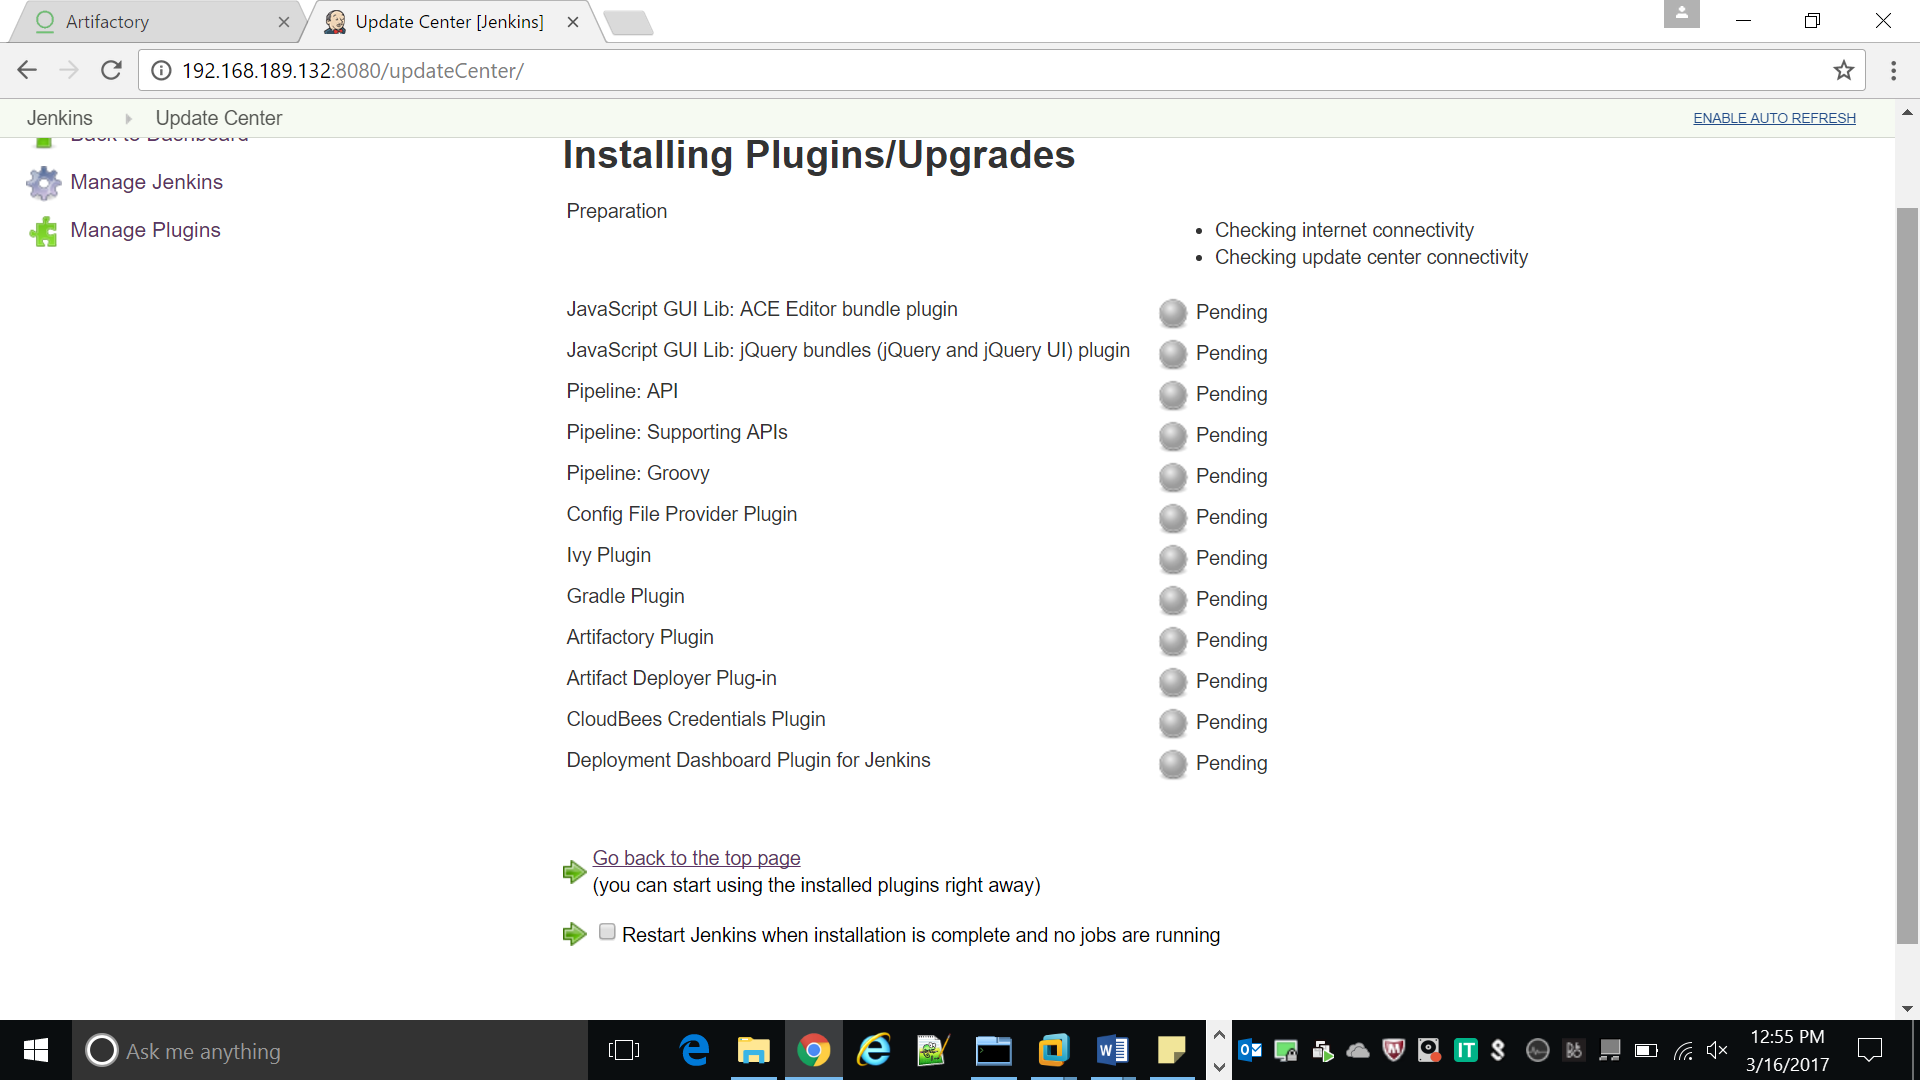 Artifactory
Update Center [Jenkins]
192.168.189.132:8080/updateCenter/
Jenkins Update Center ENABLE AUTO REFRESH
Back to Dashboard
Manage Jenkins
Manage Plugins
Installing Plugins/Upgrades
Preparation
Checking internet connectivity
Checking update center connectivity
JavaScript GUI Lib: ACE Editor bundle plugin Pending
JavaScript GUI Lib: jQuery bundles (jQuery and jQuery UI) plugin Pending
Pipeline: API Pending
Pipeline: Supporting APIs Pending
Pipeline: Groovy Pending
Config File Provider Plugin Pending
Ivy Plugin Pending
Gradle Plugin Pending
Artifactory Plugin Pending
Artifact Deployer Plug-in Pending
CloudBees Credentials Plugin Pending
Deployment Dashboard Plugin for Jenkins Pending
Go back to the top page
(you can start using the installed plugins right away)
Restart Jenkins when installation is complete and no jobs are running
Ask me anything
IT
12:55 PM
3/16/2017